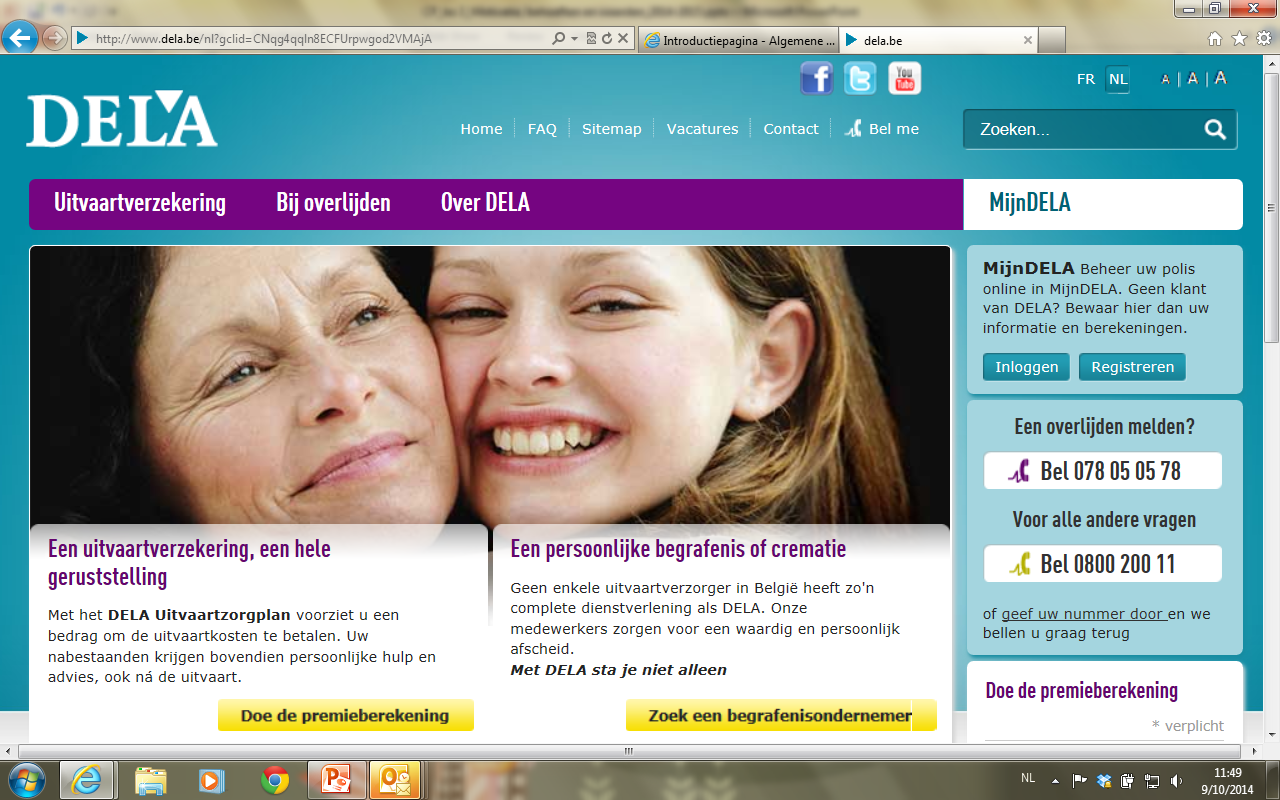 http://www.dela.be/nl?gclid=CNqg4qqIn8ECFUrpwgod2VMAjA
Introductiepagina - Algemene ...
dela.be
FR NL A | A | A
DELA
Home FAQ Sitemap Vacatures Contact Bel me
Zoeken...
Uitvaartverzekering Bij overlijden Over DELA MijnDELA
MijnDELA Beheer uw polis
online in MijnDELA. Geen klant
van DELA? Bewaar hier dan uw
informatie en berekeningen.
Inloggen Registreren
Een overlijden melden?
Bel 078 05 05 78
Voor alle andere vragen
Bel 0800 200 11
of geef uw nummer door en we
bellen u graag terug
Doe de premieberekening
* verplicht
Een uitvaartverzekering, een hele
geruststelling
Met het DELA Uitvaartzorgplan voorziet u een
bedrag om de uitvaartkosten te betalen. Uw
nabestaanden krijgen bovendien persoonlijke hulp en
advies, ook ná de uitvaart.
Doe de premieberekening
Een persoonlijke begrafenis of crematie
Geen enkele uitvaartverzorger in België heeft zo'n
complete dienstverlening als DELA. Onze
medewerkers zorgen voor een waardig en persoonlijk
afscheid.
Met DELA sta je niet alleen
Zoek een begrafenisondernemer
NL
11:49
9/10/2014